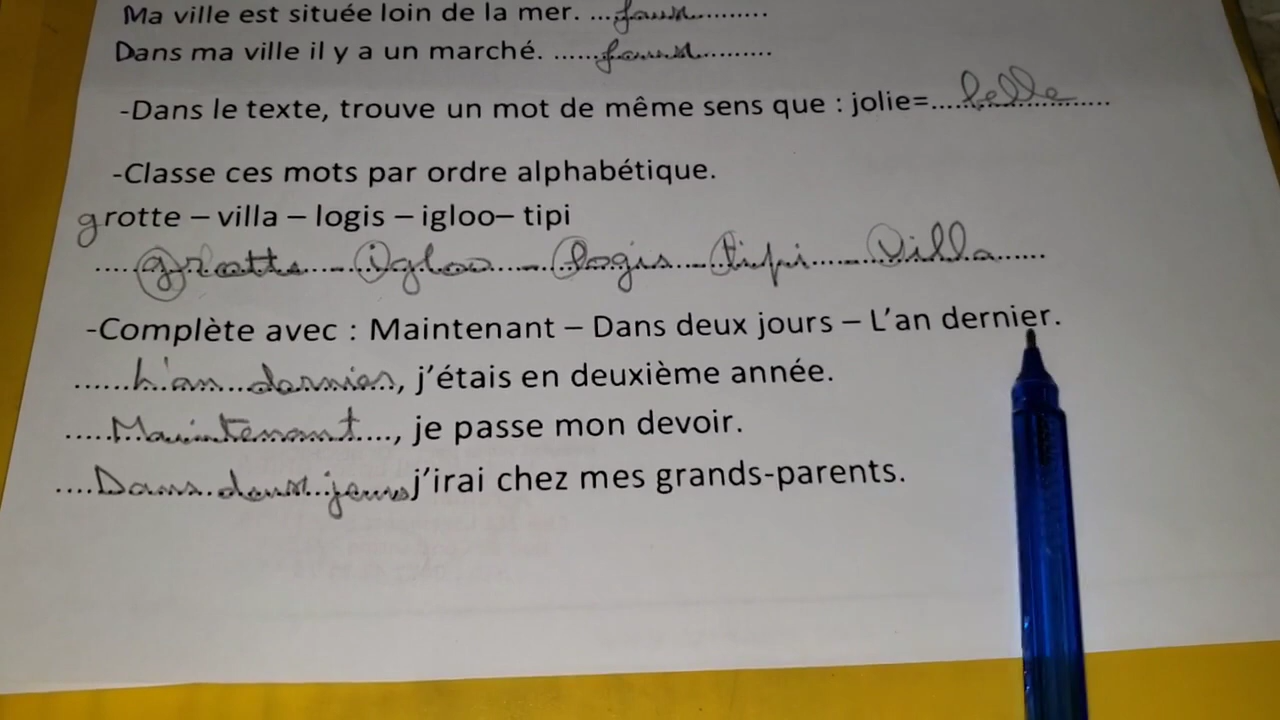 Ma ville est située loin de la mer. ...faux..........
Dans ma ville il y a un marché. ......faux..........
-Dans le texte, trouve un mot de même sens que : jolie=....belle....
-Classe ces mots par ordre alphabétique.
grotte – villa – logis – igloo– tipi
....grotte....-igloo....-logis....-tipi......-villa......
-Complète avec : Maintenant – Dans deux jours – L'an dernier.
......L'an...dernier, j'étais en deuxième année.
.....Maintenant...., je passe mon devoir.
....Dans..deux..jours j'irai chez mes grands-parents.